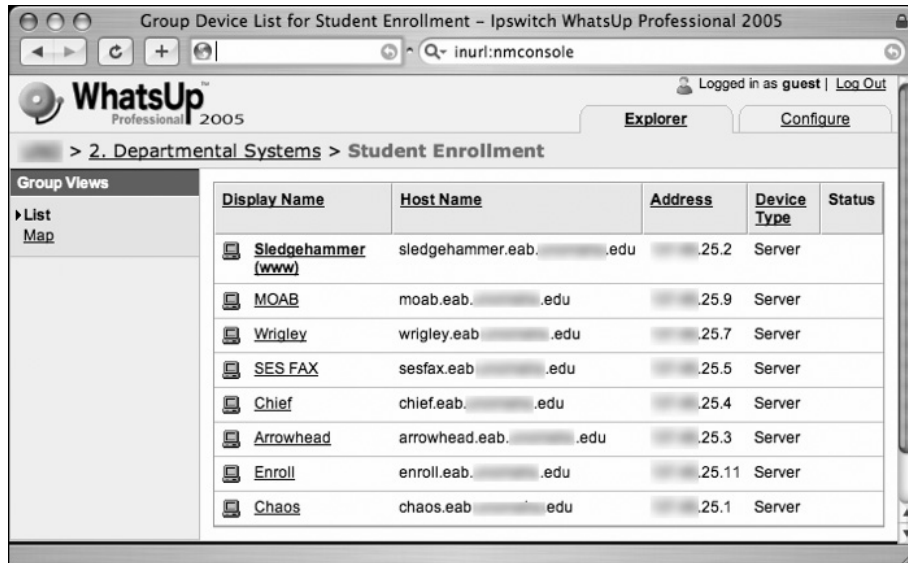 Group Device List for Student Enrollment – Ipswitch WhatsUp Professional 2005
inurl:nmconsole
WhatsUp™
Professional 2005
Logged in as guest | Log Out
Explorer Configure
> 2. Departmental Systems > Student Enrollment
Group Views
List
Map
Display Name Host Name Address Device Type Status
Sledgehammer (www) sledgehammer.eab. .edu .25.2 Server
MOAB moab.eab. .edu .25.9 Server
Wrigley wrigley.eab .edu .25.7 Server
SES FAX sesfax.eab .edu .25.5 Server
Chief chief.eab. .edu .25.4 Server
Arrowhead arrowhead.eab. .edu .25.3 Server
Enroll enroll.eab. .edu .25.11 Server
Chaos chaos.eab edu .25.1 Server